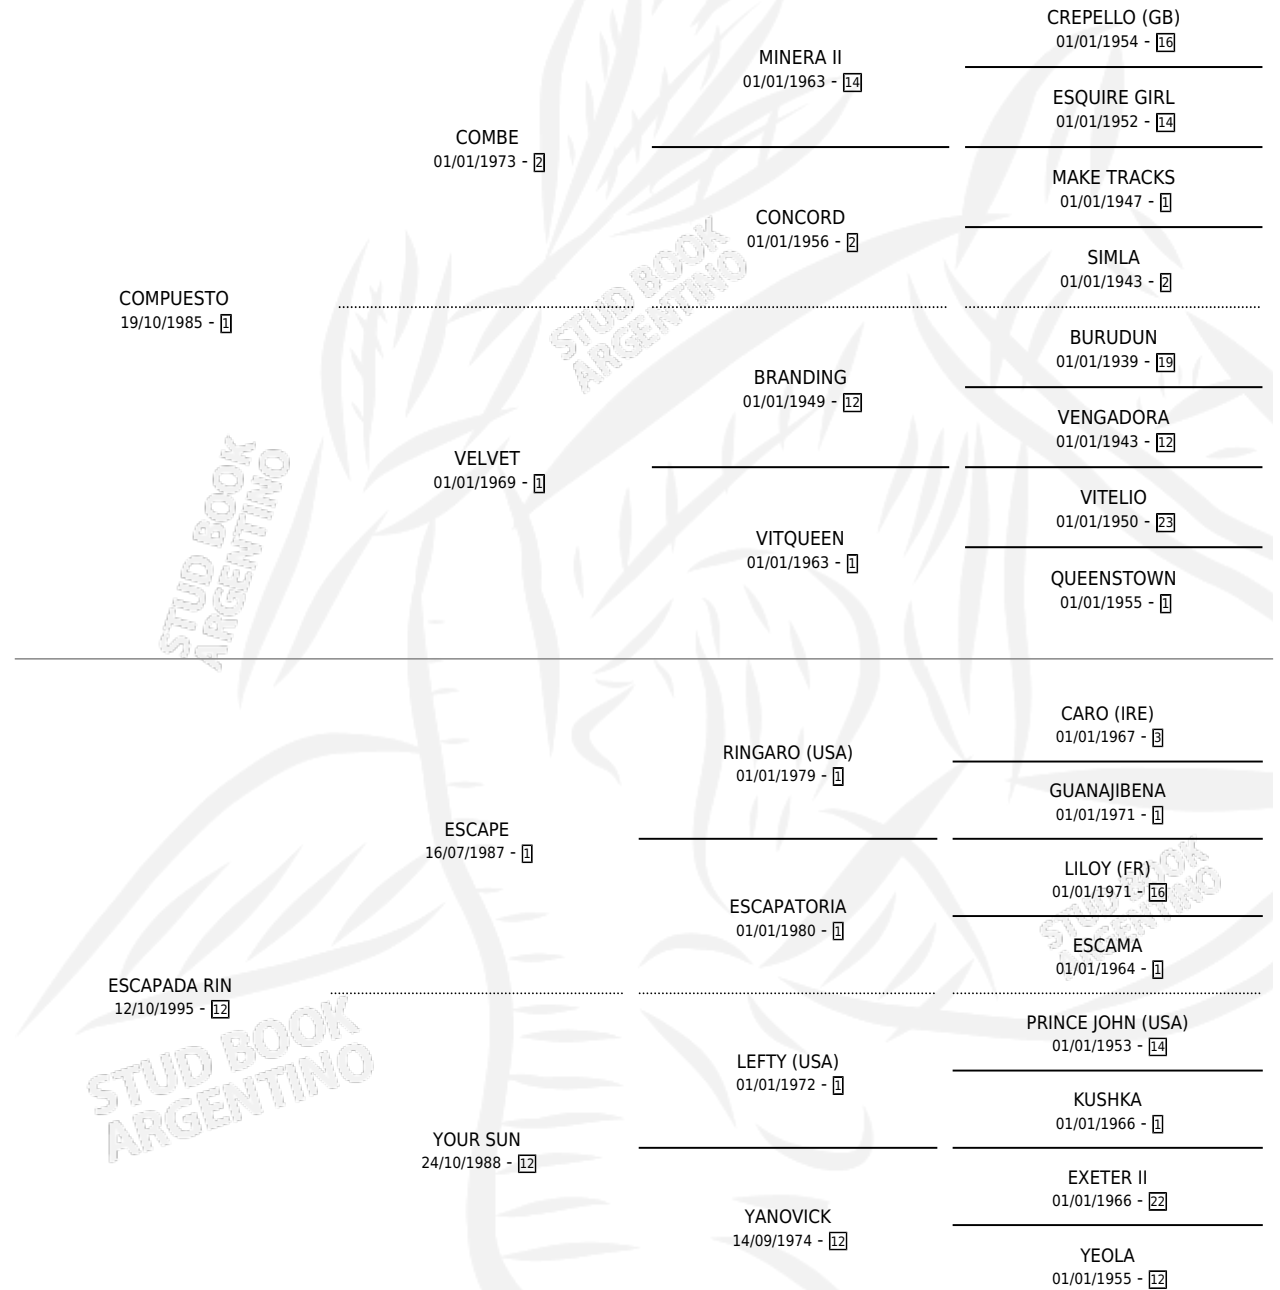 CREPELLO (GB)
01/01/1954 - 16
MINERA II
01/01/1963 - 14
ESQUIRE GIRL
01/01/1952 - 14
COMBE
01/01/1973 - 2
MAKE TRACKS
01/01/1947 - 1
CONCORD
01/01/1956 - 2
SIMLA
01/01/1943 - 2
COMPUESTO
19/10/1985 - 1
BURUDUN
01/01/1939 - 19
BRANDING
01/01/1949 - 12
VENGADORA
01/01/1943 - 12
VELVET
01/01/1969 - 1
VITELIO
01/01/1950 - 23
VITQUEEN
01/01/1963 - 1
QUEENSTOWN
01/01/1955 - 1
STUD BOOK
ARGENTINO
STUD BOOK
ARGENTINO
CARO (IRE)
01/01/1967 - 3
RINGARO (USA)
01/01/1979 - 1
GUANAJIBENA
01/01/1971 - 1
ESCAPE
16/07/1987 - 1
LILOY (FR)
01/01/1971 - 16
ESCAPATORIA
01/01/1980 - 1
ESCAMA
01/01/1964 - 1
ESCAPADA RIN
12/10/1995 - 12
PRINCE JOHN (USA)
01/01/1953 - 14
LEFTY (USA)
01/01/1972 - 1
KUSHKA
01/01/1966 - 1
YOUR SUN
24/10/1988 - 12
EXETER II
01/01/1966 - 22
YANOVICK
14/09/1974 - 12
YEOLA
01/01/1955 - 12
STUD BOOK
ARGENTINO
STUD BOOK
ARGENTINO